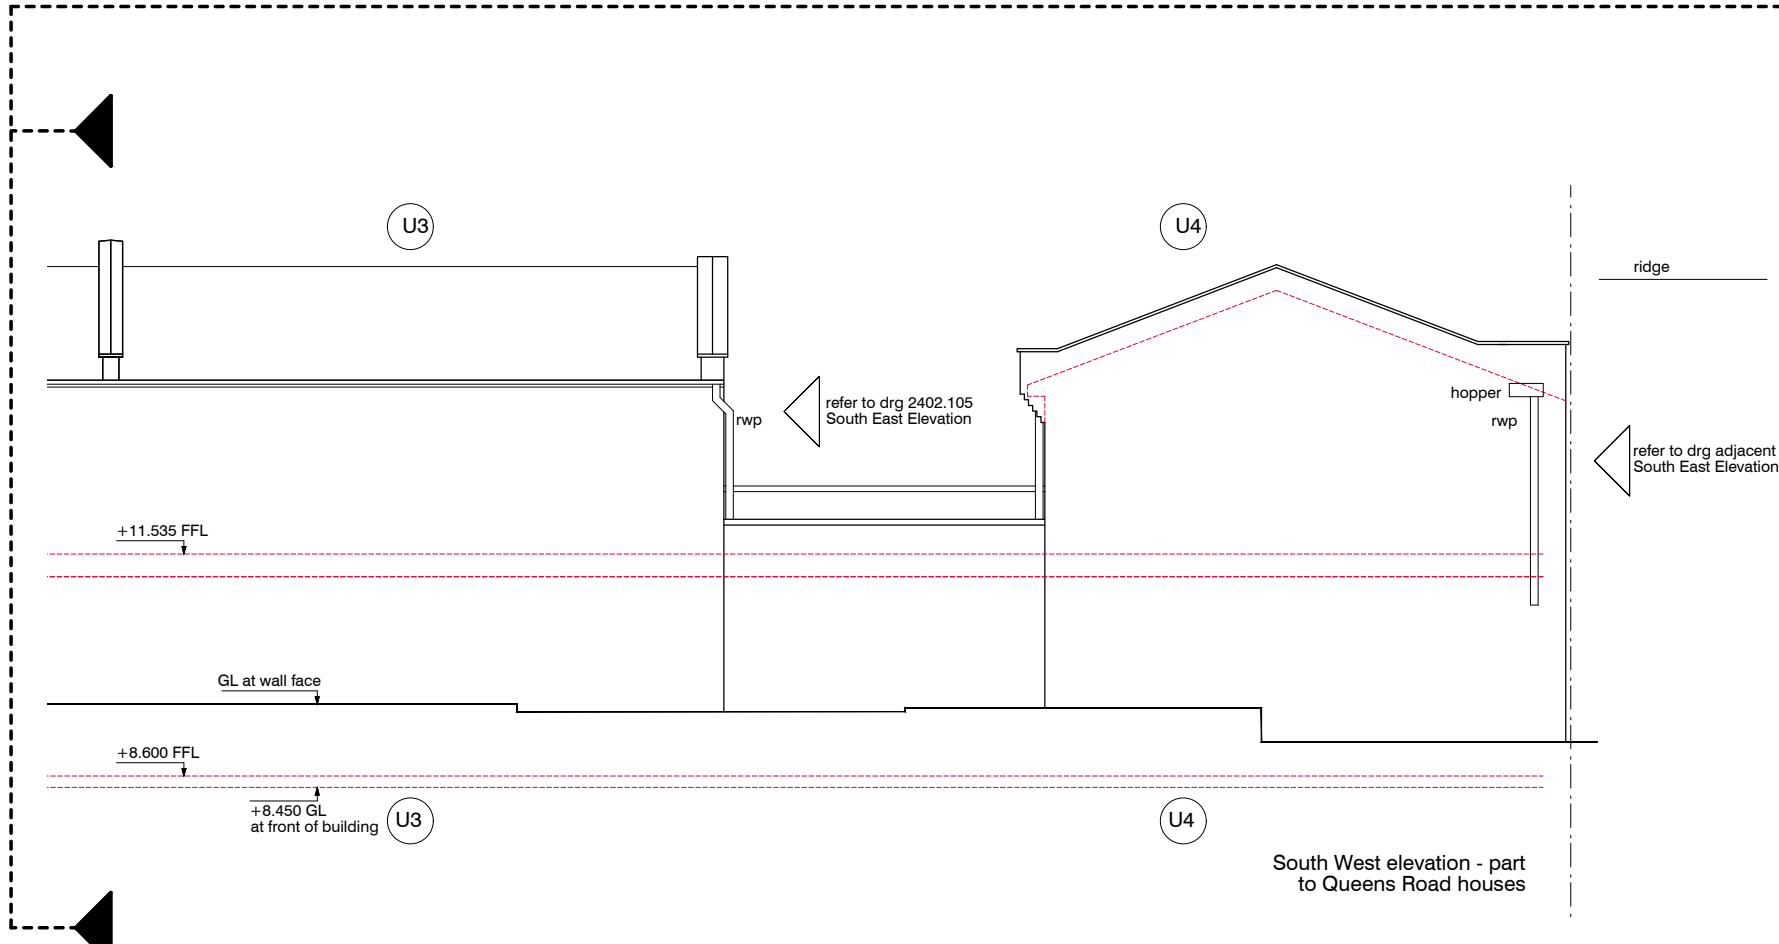 U3
U4
ridge
hopper
rwp
refer to drg 2402.105
South East Elevation
rwp
refer to drg adjacent
South East Elevation
+11.535 FFL
GL at wall face
+8.600 FFL
+8.450 GL
at front of building
U3
U4
South West elevation - part
to Queens Road houses